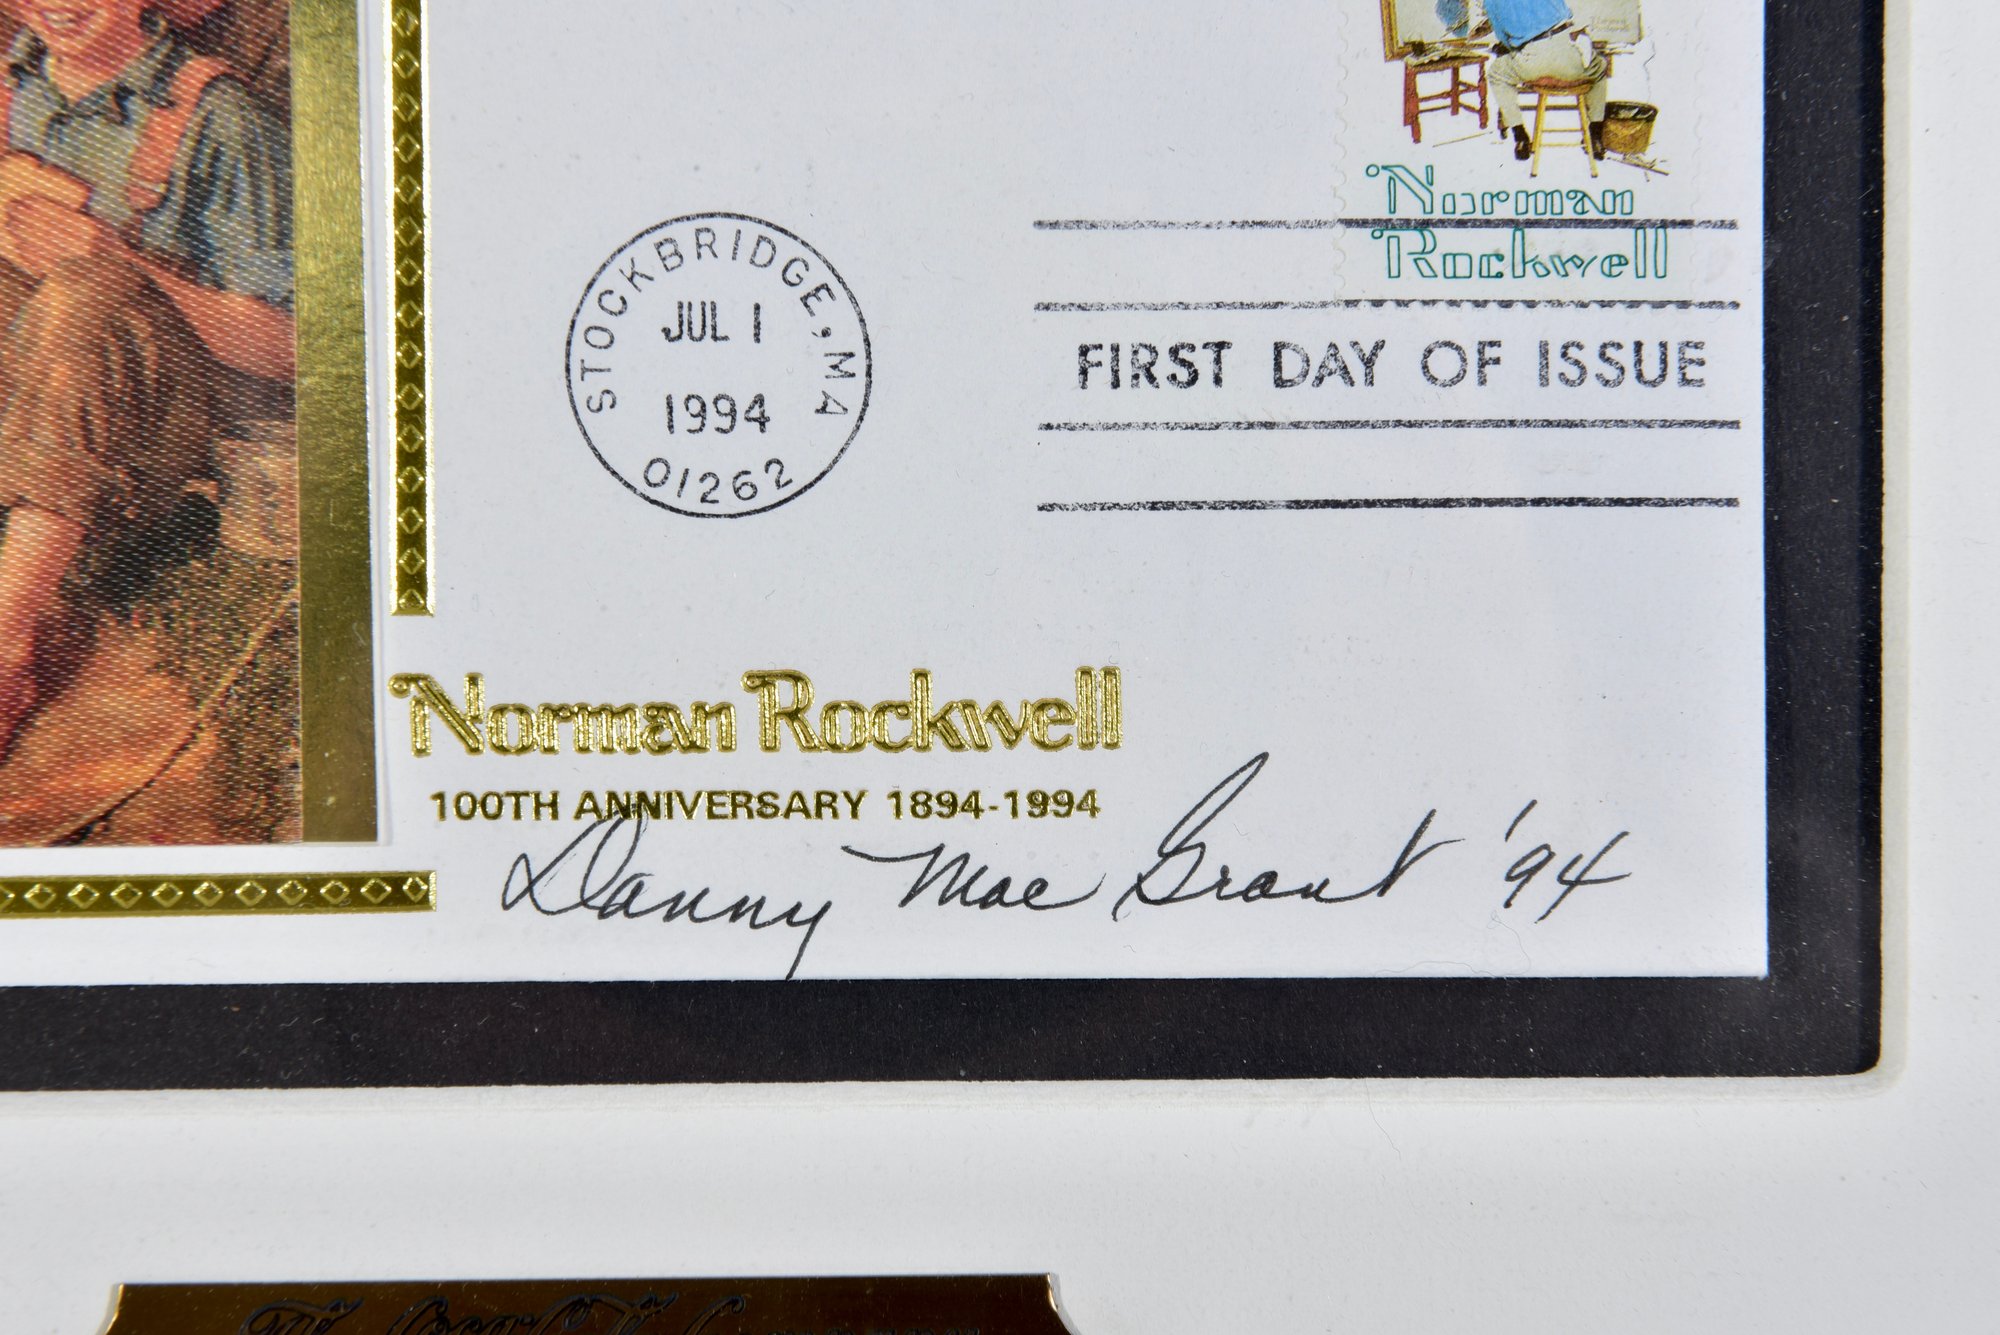 Norman
Rockwell
STOCKBRIDGE, MA
JUL 1
1994
01262
FIRST DAY OF ISSUE
Norman Rockwell
100TH ANNIVERSARY 1894-1994
Danny Mac Grant '94